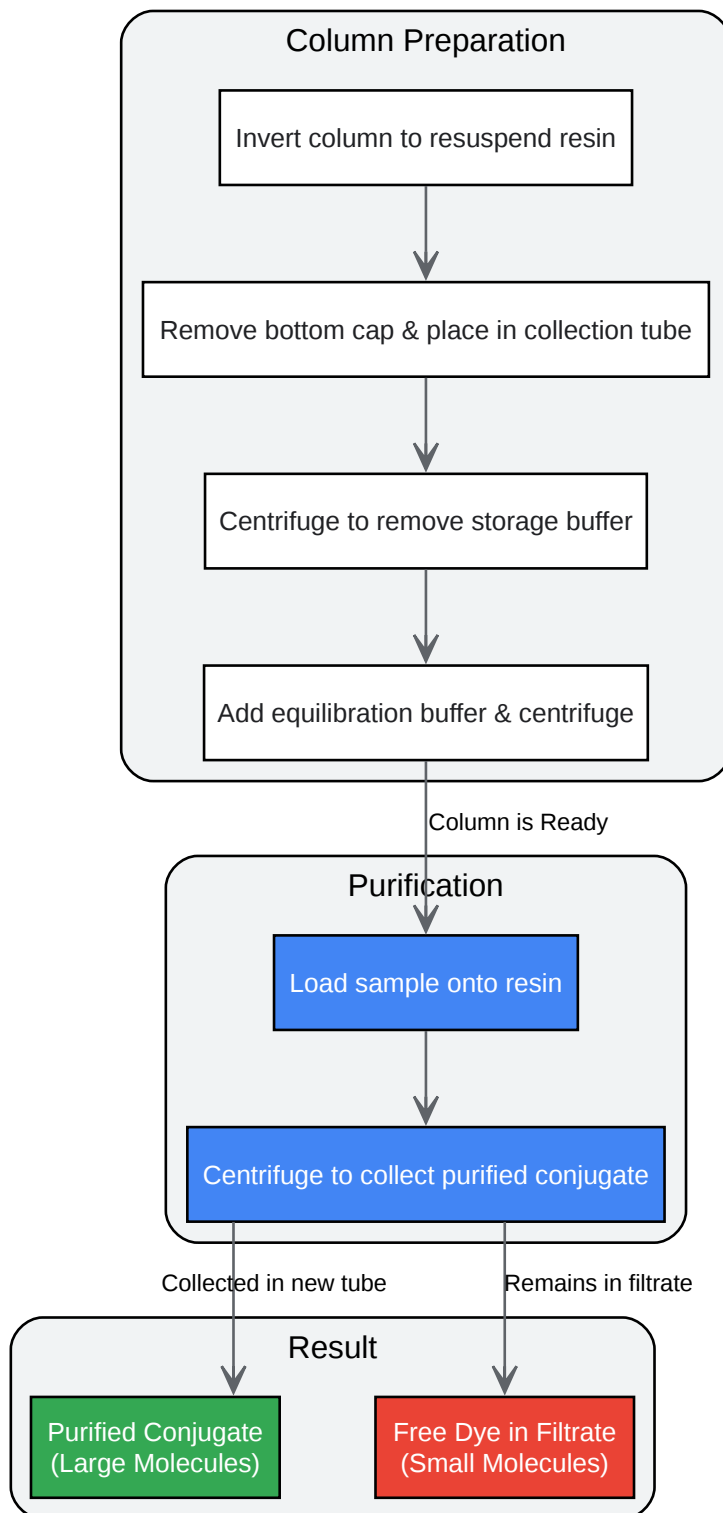 Column Preparation
Invert column to resuspend resin
Remove bottom cap & place in collection tube
Centrifuge to remove storage buffer
Add equilibration buffer & centrifuge
Column is Ready
Purification
Load sample onto resin
Centrifuge to collect purified conjugate
Collected in new tube
Remains in filtrate
Result
Purified Conjugate
(Large Molecules)
Free Dye in Filtrate
(Small Molecules)